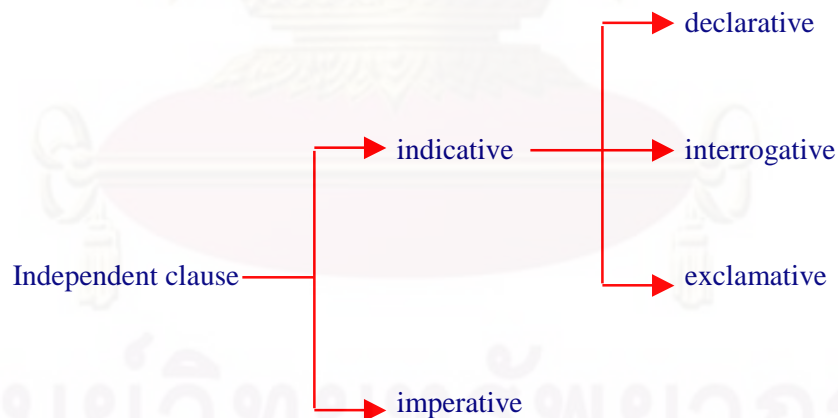 declarative
indicative
interrogative
Independent clause
exclamative
imperative